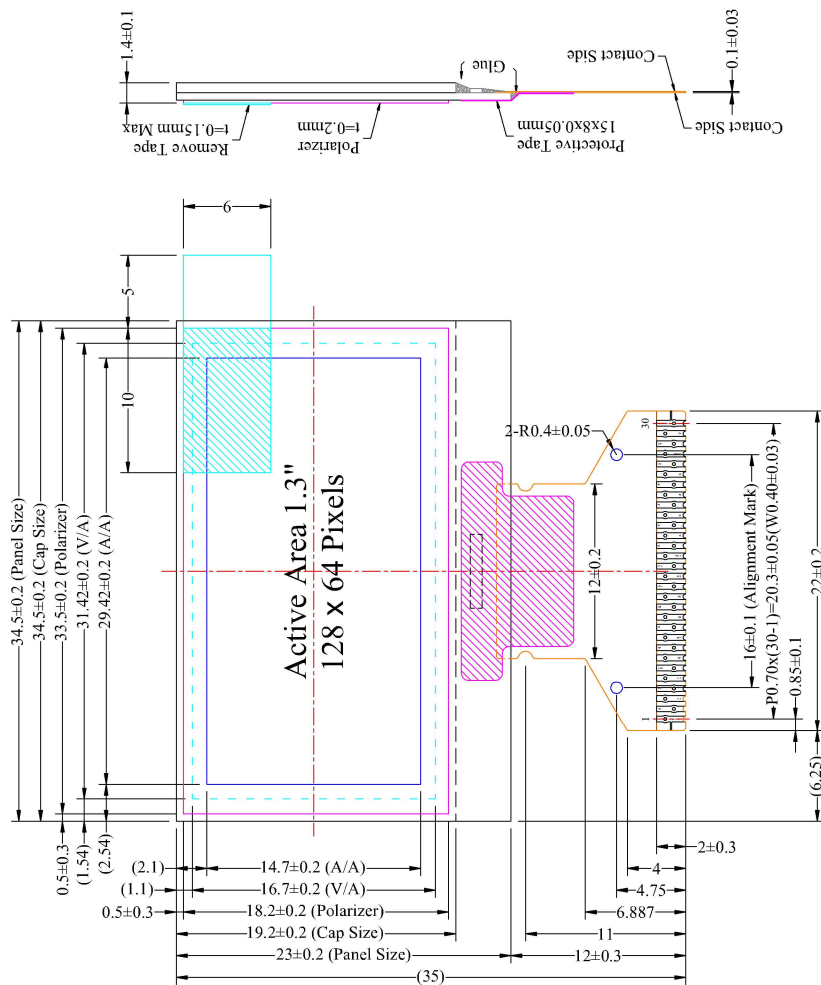 1.4±0.1
Remove Tape
t=0.15mm Max
Polarizer
t=0.2mm
Glue
Protective Tape
15x8x0.05mm
Contact Side
Contact Side
0.1±0.03
6
5
10
34.5±0.2 (Panel Size)
34.5±0.2 (Cap Size)
33.5±0.2 (Polarizer)
31.42±0.2 (V/A)
29.42±0.2 (A/A)
Active Area 1.3"
128 x 64 Pixels
2-R0.4±0.05
30
1
12±0.2
16±0.1 (Alignment Mark)
P0.70x(30-1)=20.3±0.05(W0.40±0.03)
0.85±0.1
22±0.2
(6.25)
0.5±0.3
(1.54)
(2.54)
(2.1)
14.7±0.2 (A/A)
(1.1)
16.7±0.2 (V/A)
0.5±0.3
18.2±0.2 (Polarizer)
19.2±0.2 (Cap Size)
23±0.2 (Panel Size)
(35)
2±0.3
4
4.75
6.887
11
12±0.3